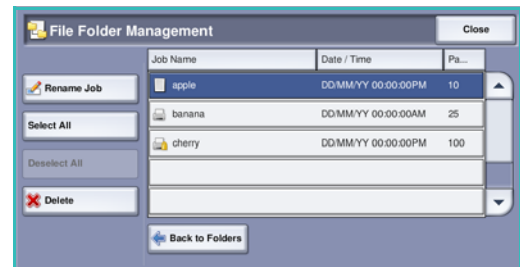 File Folder Management
Close
Job Name Date / Time Pa...
Rename Job
Select All
Deselect All
Delete
apple DD/MM/YY 00:00:00PM 10
banana DD/MM/YY 00:00:00AM 25
cherry DD/MM/YY 00:00:00PM 100
Back to Folders